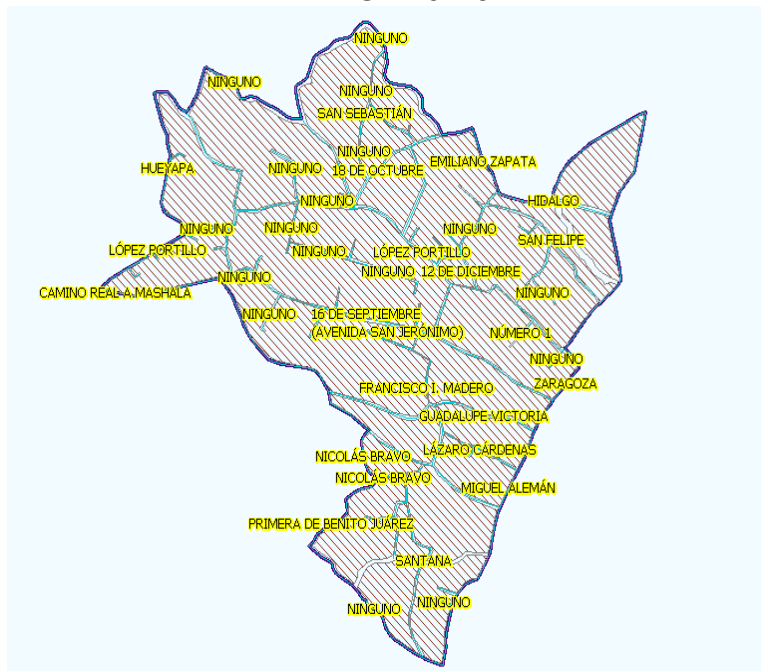 NINGUNO
NINGUNO
NINGUNO
SAN SEBASTIÁN
NINGUNO
EMILIANO ZAPATA
HUEYAPA
NINGUNO
18 DE OCTUBRE
NINGUNO
HIDALGO
NINGUNO
NINGUNO
NINGUNO
SAN FELIPE
LÓPEZ PORTILLO
NINGUNO
LÓPEZ PORTILLO
NINGUNO
NINGUNO
12 DE DICIEMBRE
CAMINO REAL A MASHALA
NINGUNO
NINGUNO
16 DE SEPTIEMBRE
(AVENIDA SAN JERÓNIMO)
NÚMERO 1
NINGUNO
ZARAGOZA
FRANCISCO I. MADERO
GUADALUPE VICTORIA
LÁZARO CÁRDENAS
NICOLÁS BRAVO
NICOLÁS BRAVO
MIGUEL ALEMÁN
PRIMERA DE BENITO JUÁREZ
SANTANA
NINGUNO
NINGUNO